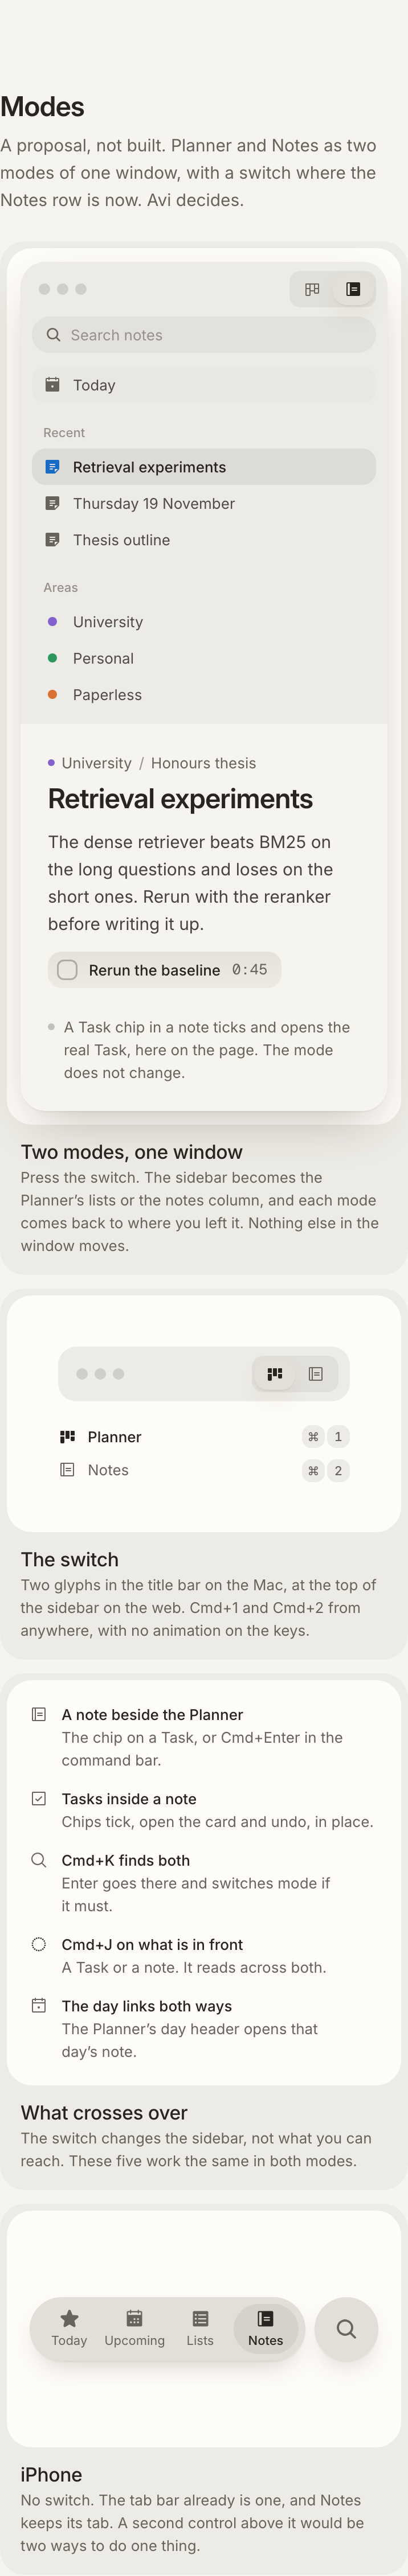 Modes
A proposal, not built. Planner and Notes as two
modes of one window, with a switch where the
Notes row is now. Avi decides.
Search notes
Today
Recent
Retrieval experiments
Thursday 19 November
Thesis outline
Areas
University
Personal
Paperless
University / Honours thesis
Retrieval experiments
The dense retriever beats BM25 on
the long questions and loses on the
short ones. Rerun with the reranker
before writing it up.
Rerun the baseline 0:45
A Task chip in a note ticks and opens the
real Task, here on the page. The mode
does not change.
Two modes, one window
Press the switch. The sidebar becomes the
Planner’s lists or the notes column, and each mode
comes back to where you left it. Nothing else in the
window moves.
Planner ⌘ 1
Notes ⌘ 2
The switch
Two glyphs in the title bar on the Mac, at the top of
the sidebar on the web. Cmd+1 and Cmd+2 from
anywhere, with no animation on the keys.
A note beside the Planner
The chip on a Task, or Cmd+Enter in the
command bar.
Tasks inside a note
Chips tick, open the card and undo, in place.
Cmd+K finds both
Enter goes there and switches mode if
it must.
Cmd+J on what is in front
A Task or a note. It reads across both.
The day links both ways
The Planner’s day header opens that
day’s note.
What crosses over
The switch changes the sidebar, not what you can
reach. These five work the same in both modes.
Today Upcoming Lists Notes
iPhone
No switch. The tab bar already is one, and Notes
keeps its tab. A second control above it would be
two ways to do one thing.